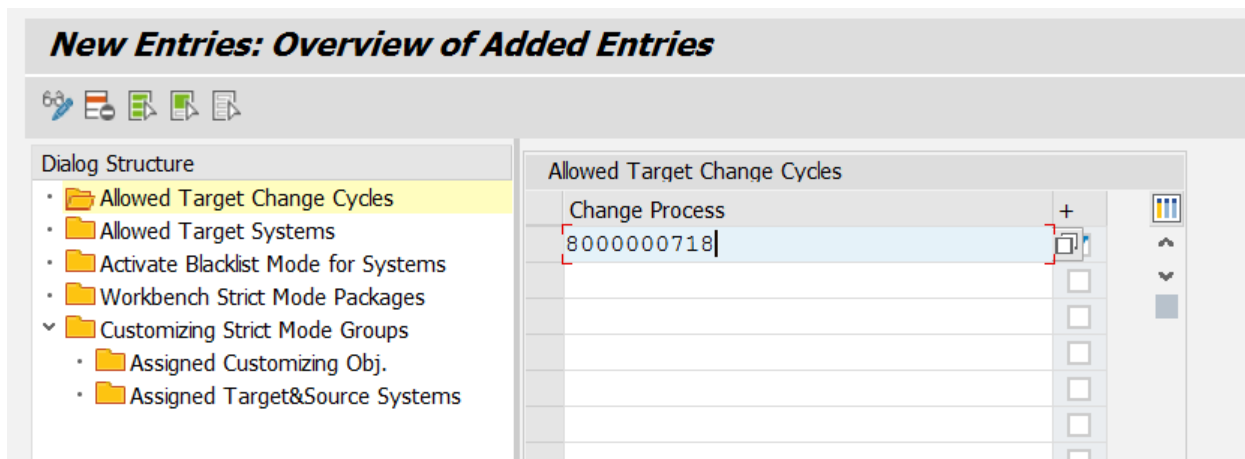 New Entries: Overview of Added Entries
Dialog Structure
Allowed Target Change Cycles
Allowed Target Systems
Activate Blacklist Mode for Systems
Workbench Strict Mode Packages
Customizing Strict Mode Groups
Assigned Customizing Obj.
Assigned Target&Source Systems
Allowed Target Change Cycles
Change Process +
8000000718